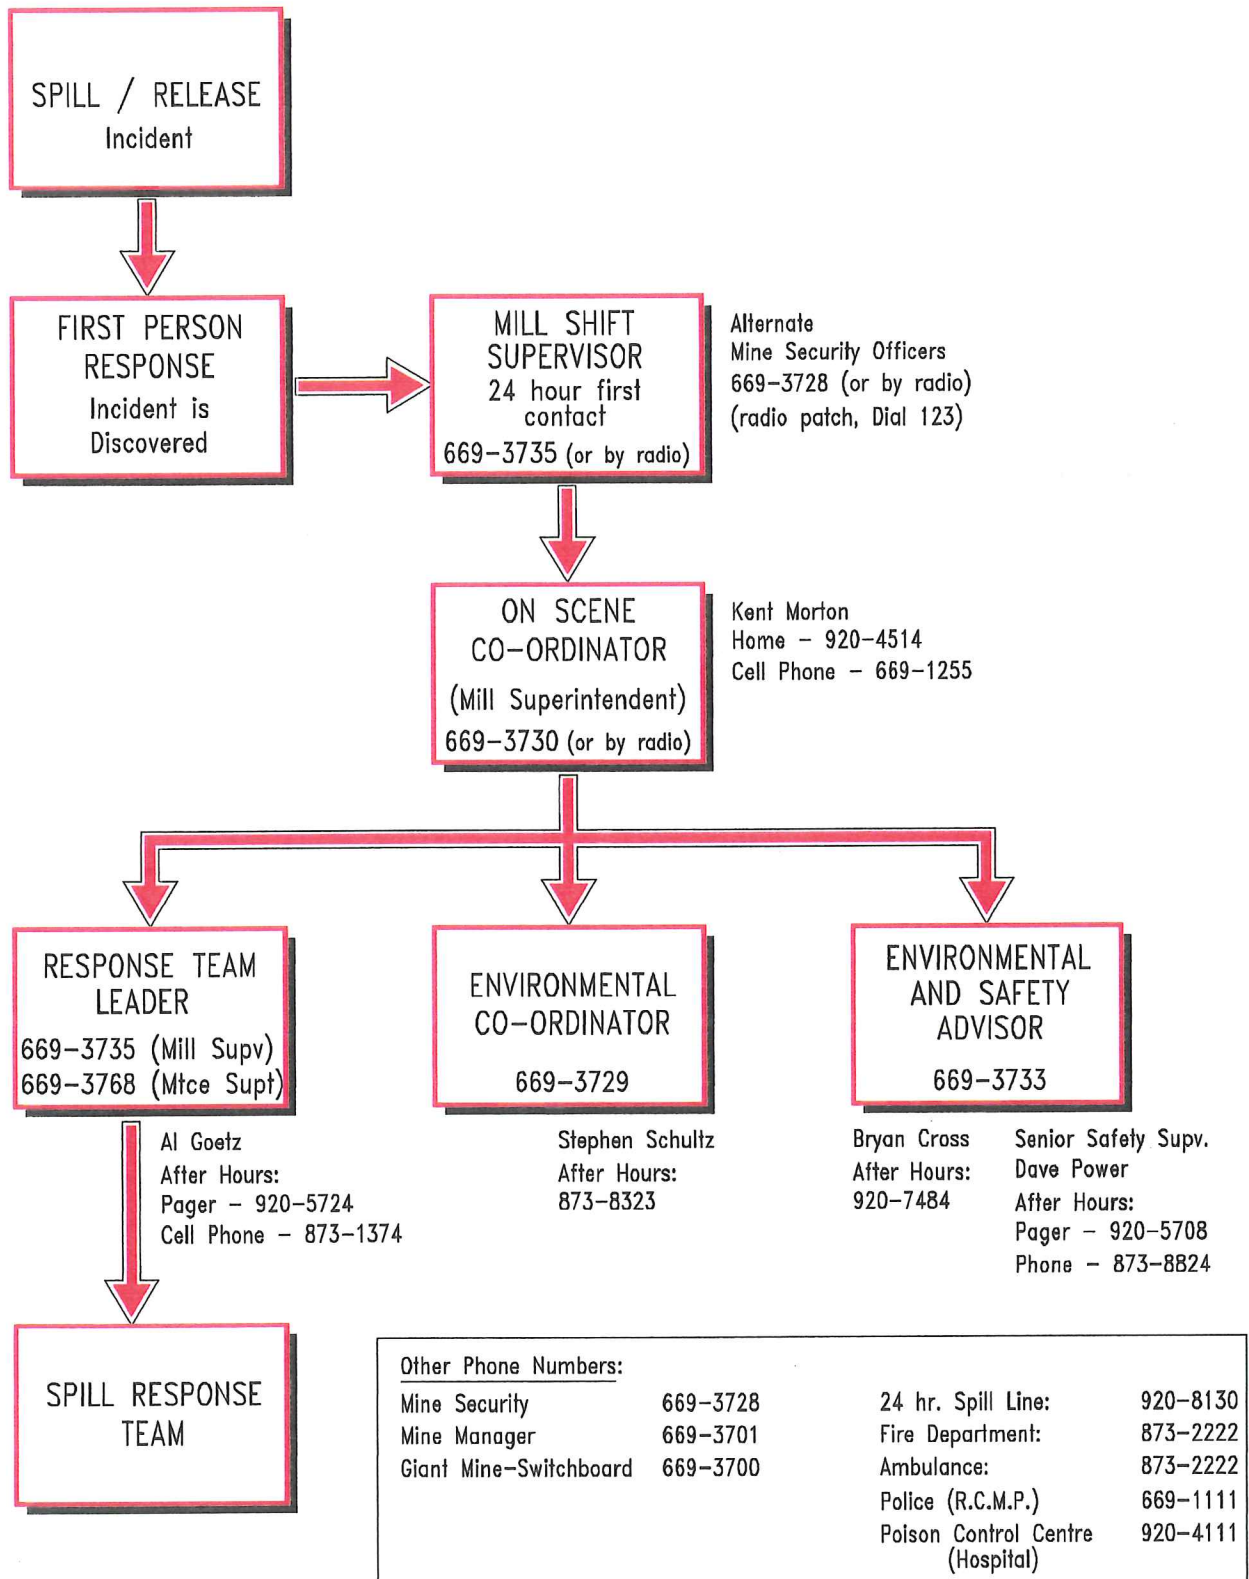 SPILL / RELEASE
Incident
FIRST PERSON
RESPONSE
Incident is
Discovered
MILL SHIFT
SUPERVISOR
24 hour first
contact
669-3735 (or by radio)
Alternate
Mine Security Officers
669-3728 (or by radio)
(radio patch, Dial 123)
ON SCENE
CO-ORDINATOR
(Mill Superintendent)
669-3730 (or by radio)
Kent Morton
Home - 920-4514
Cell Phone - 669-1255
RESPONSE TEAM
LEADER
669-3735 (Mill Supv)
669-3768 (Mtce Supt)
Al Goetz
After Hours:
Pager - 920-5724
Cell Phone - 873-1374
ENVIRONMENTAL
CO-ORDINATOR
669-3729
Stephen Schultz
After Hours:
873-8323
ENVIRONMENTAL
AND SAFETY
ADVISOR
669-3733
Bryan Cross
After Hours:
920-7484
Senior Safety Supv.
Dave Power
After Hours:
Pager - 920-5708
Phone - 873-8824
SPILL RESPONSE
TEAM
Other Phone Numbers:
Mine Security 669-3728
Mine Manager 669-3701
Giant Mine-Switchboard 669-3700
24 hr. Spill Line: 920-8130
Fire Department: 873-2222
Ambulance: 873-2222
Police (R.C.M.P.) 669-1111
Poison Control Centre 920-4111
(Hospital)